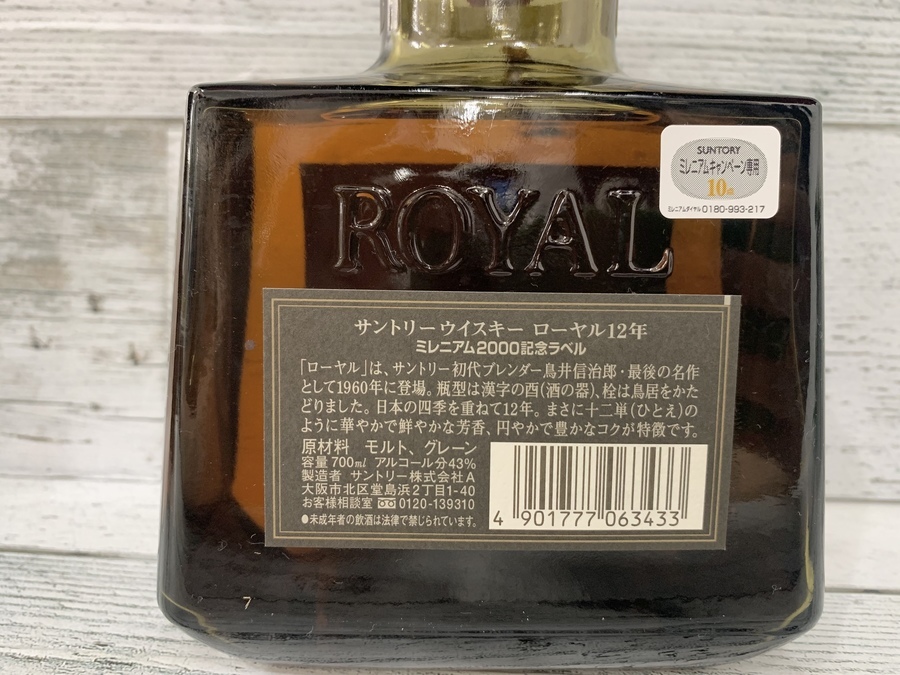 SUNTORY
ミレニアムキャンペーン専用
10点
ミレニアムダイヤル 0180-993-217
ROYAL
サントリーウイスキー ローヤル12年
ミレニアム2000記念ラベル
「ローヤル」は、サントリー初代ブレンダー鳥井信治郎・最後の名作
として1960年に登場。瓶型は漢字の酉(酒の器)、栓は鳥居をかた
どりました。日本の四季を重ねて12年。まさに十二単(ひとえ)の
ように華やかで鮮やかな芳香、円やかで豊かなコクが特徴です。
原材料 モルト、グレーン
容量 700ml アルコール分43%
製造者 サントリー株式会社A
大阪市北区堂島浜2丁目1-40
お客様相談室 0120-139310
●未成年者の飲酒は法律で禁じられています。
4 901777 063433
7